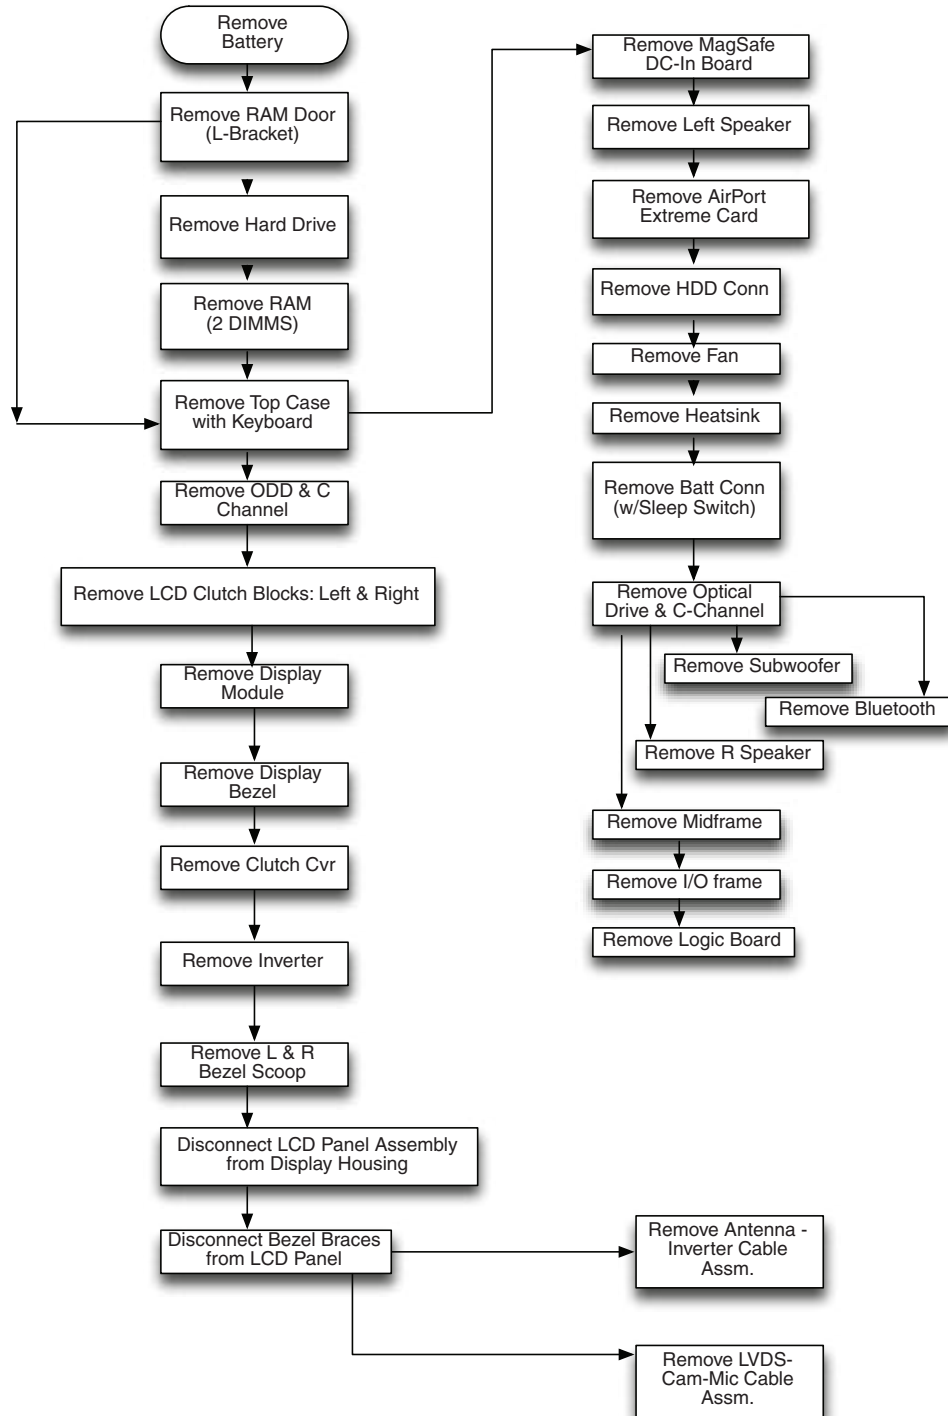 Remove
Battery
Remove RAM Door
(L-Bracket)
Remove Hard Drive
Remove RAM
(2 DIMMS)
Remove Top Case
with Keyboard
Remove ODD & C
Channel
Remove LCD Clutch Blocks: Left & Right
Remove Display
Module
Remove Display
Bezel
Remove Clutch Cvr
Remove Inverter
Remove L & R
Bezel Scoop
Disconnect LCD Panel Assembly
from Display Housing
Disconnect Bezel Braces
from LCD Panel
Remove Antenna -
Inverter Cable
Assm.
Remove LVDS-
Cam-Mic Cable
Assm.
Remove MagSafe
DC-In Board
Remove Left Speaker
Remove AirPort
Extreme Card
Remove HDD Conn
Remove Fan
Remove Heatsink
Remove Batt Conn
(w/Sleep Switch)
Remove Optical
Drive & C-Channel
Remove Subwoofer
Remove Bluetooth
Remove R Speaker
Remove Midframe
Remove I/O frame
Remove Logic Board